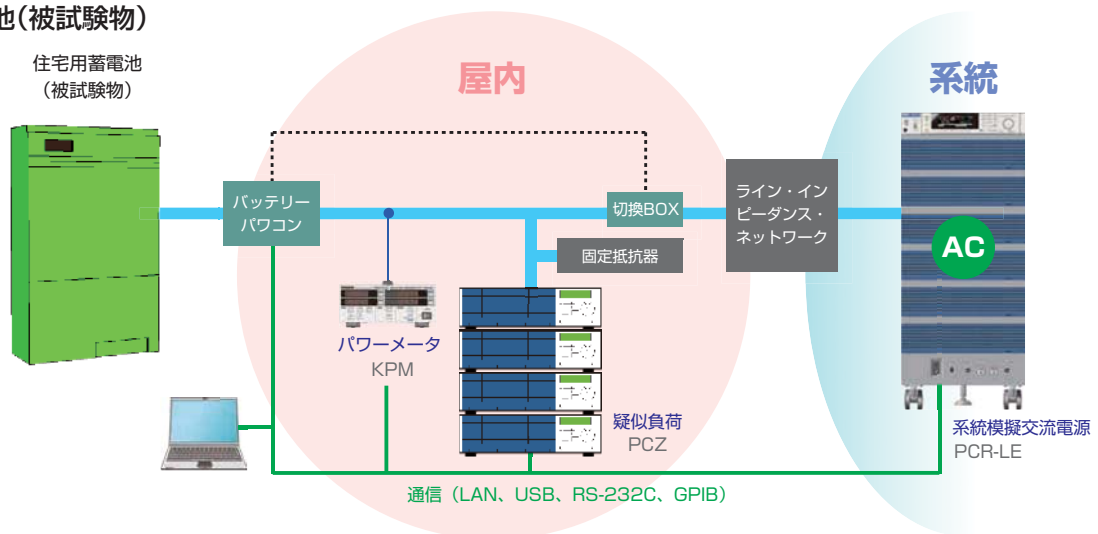 池(被試験物)
住宅用蓄電池
(被試験物)
屋内
系統
バッテリー
パワコン
切換BOX
ライン・イン
ピーダンス・
ネットワーク
固定抵抗器
AC
パワーメータ
KPM
疑似負荷
PCZ
系統模擬交流電源
PCR-LE
通信(LAN、USB、RS-232C、GPIB)